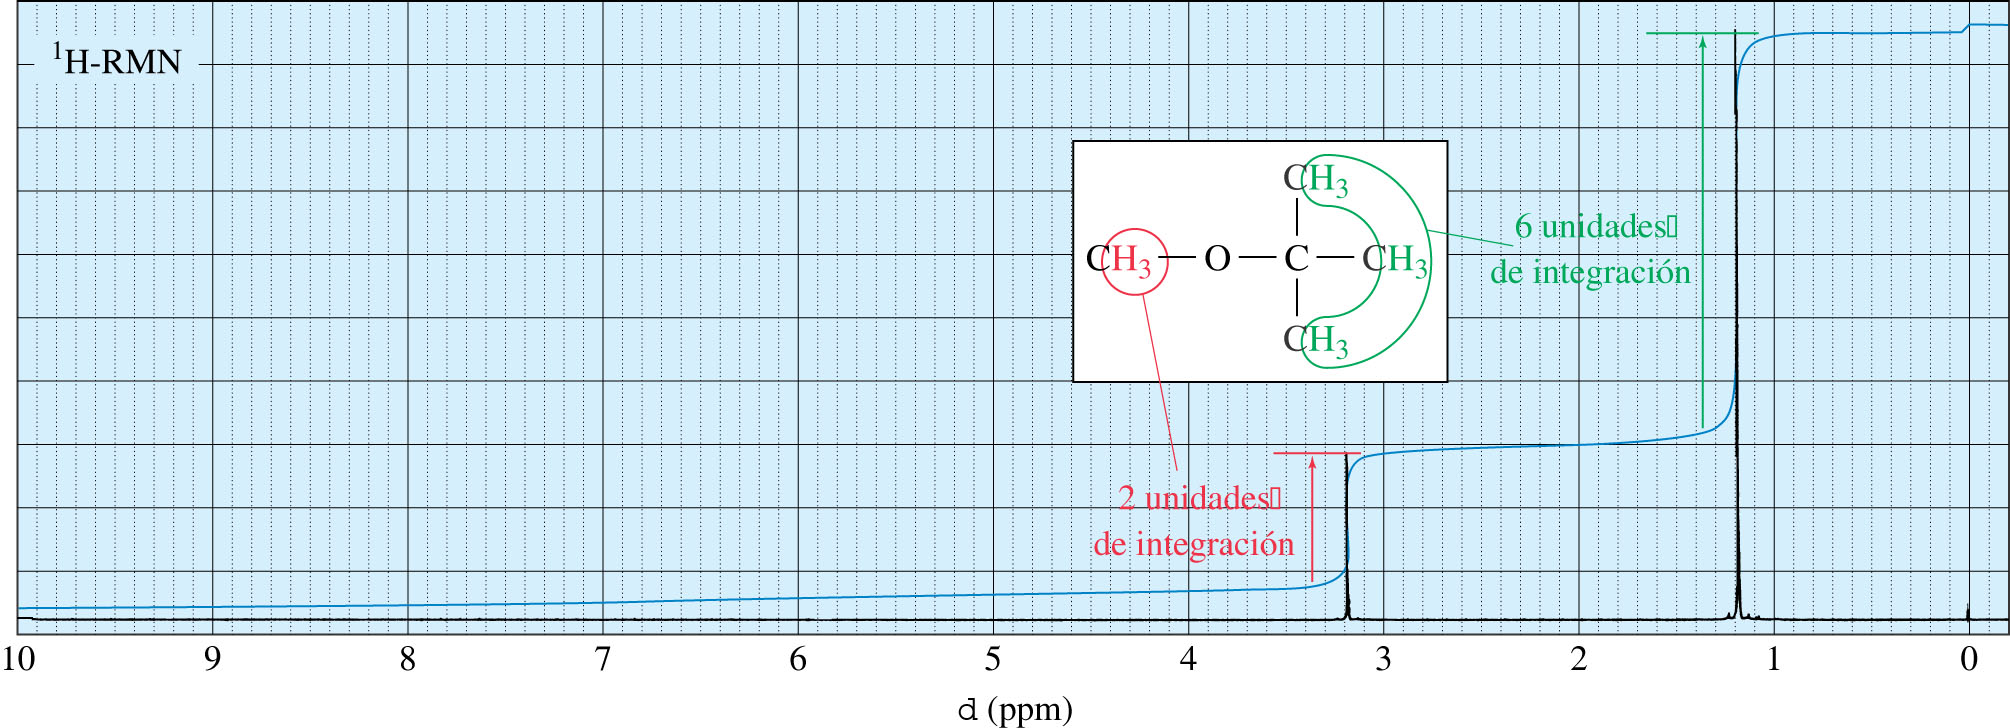 ¹H-RMN
CH₃
CH₃ — O — C — CH₃
CH₃
6 unidades
de integración
2 unidades
de integración
10 9 8 7 6 5 4 3 2 1 0
d (ppm)